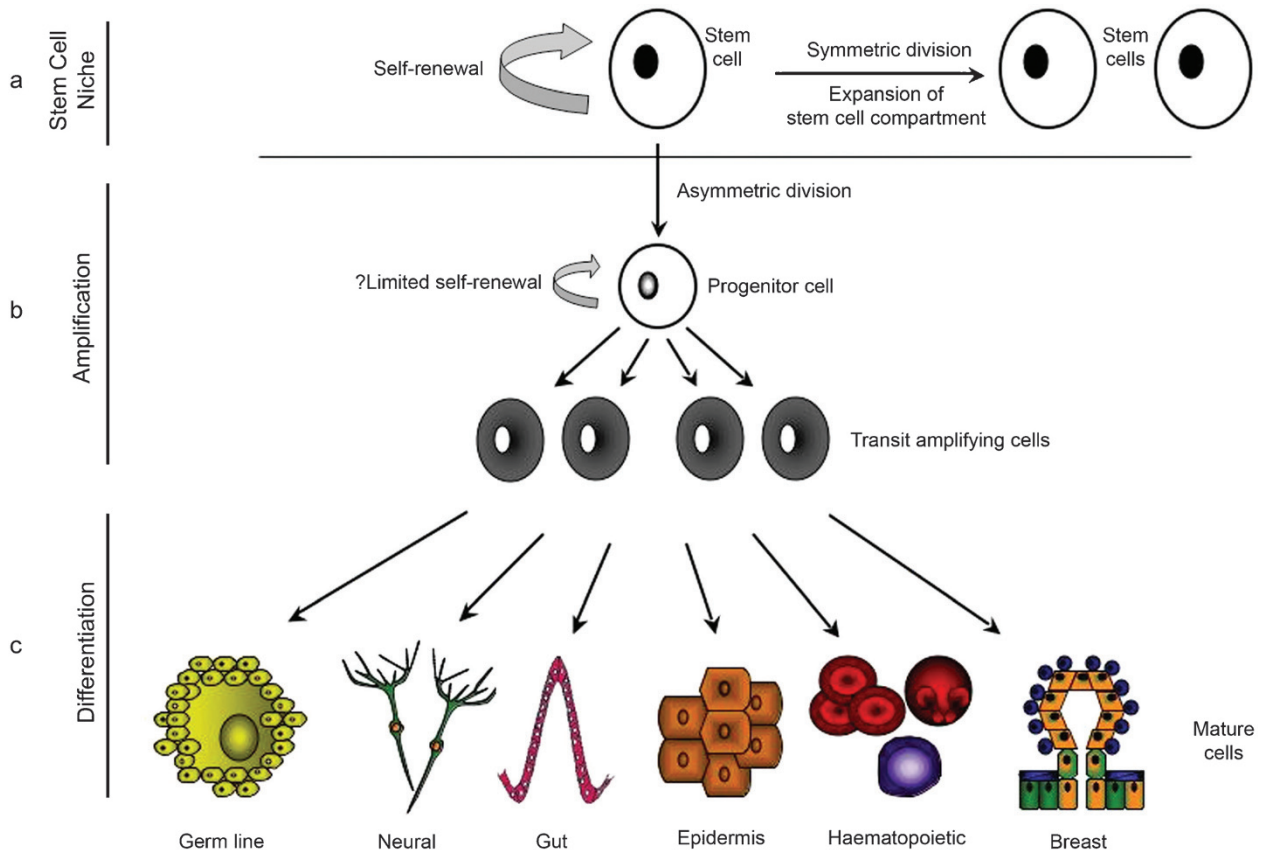 a
Stem Cell
Niche
Self-renewal
Stem
cell
Symmetric division
Expansion of
stem cell compartment
Stem
cells
Asymmetric division
b
Amplification
?Limited self-renewal
Progenitor cell
Transit amplifying cells
c
Differentiation
Mature
cells
Germ line
Neural
Gut
Epidermis
Haematopoietic
Breast